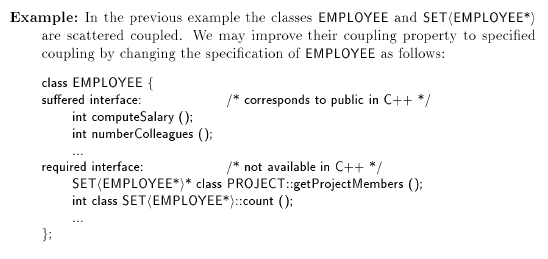 Example: In the previous example the classes EMPLOYEE and SET⟨EMPLOYEE*⟩
are scattered coupled. We may improve their coupling property to specified
coupling by changing the specification of EMPLOYEE as follows:
class EMPLOYEE {
suffered interface: /* corresponds to public in C++ */
int computeSalary ();
int numberColleagues ();
...
required interface: /* not available in C++ */
SET⟨EMPLOYEE*⟩* class PROJECT::getProjectMembers ();
int class SET⟨EMPLOYEE*⟩::count ();
...
};